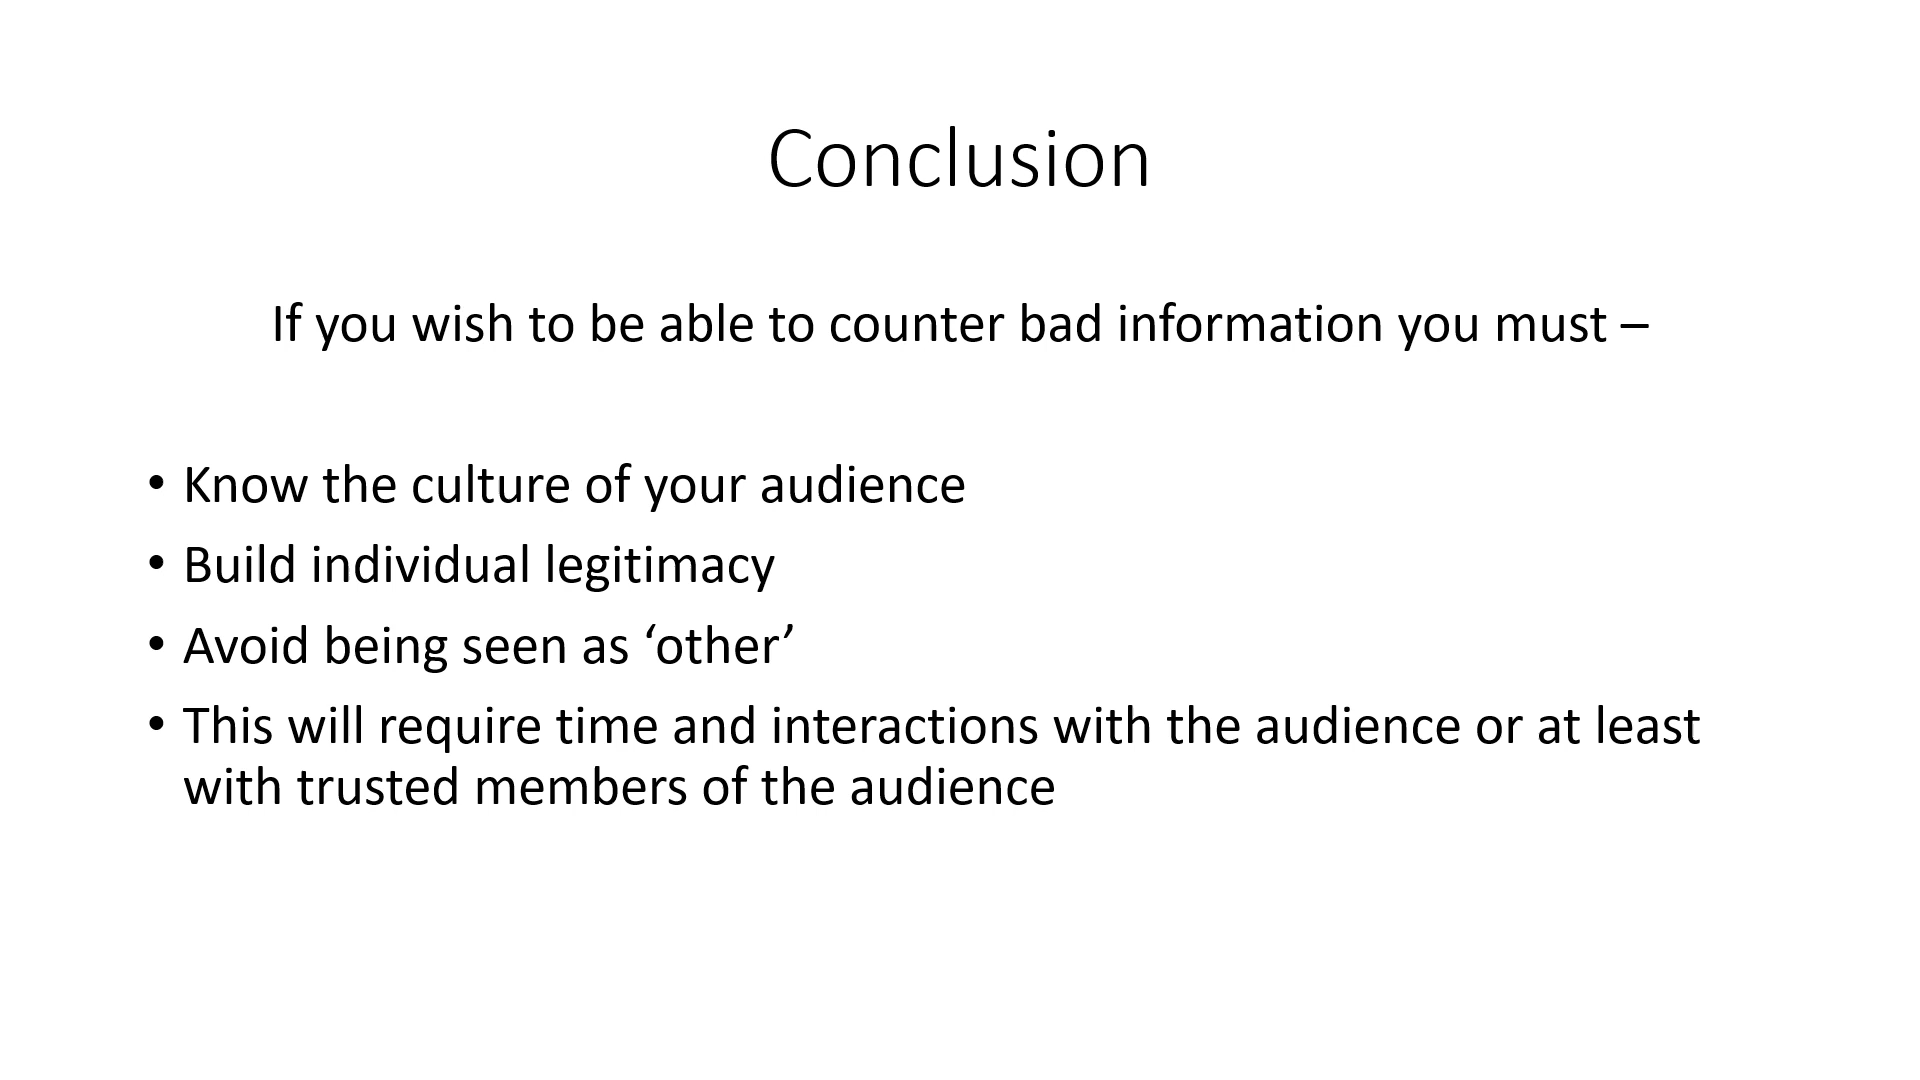 Conclusion
If you wish to be able to counter bad information you must –
• Know the culture of your audience
• Build individual legitimacy
• Avoid being seen as ‘other’
• This will require time and interactions with the audience or at least
with trusted members of the audience